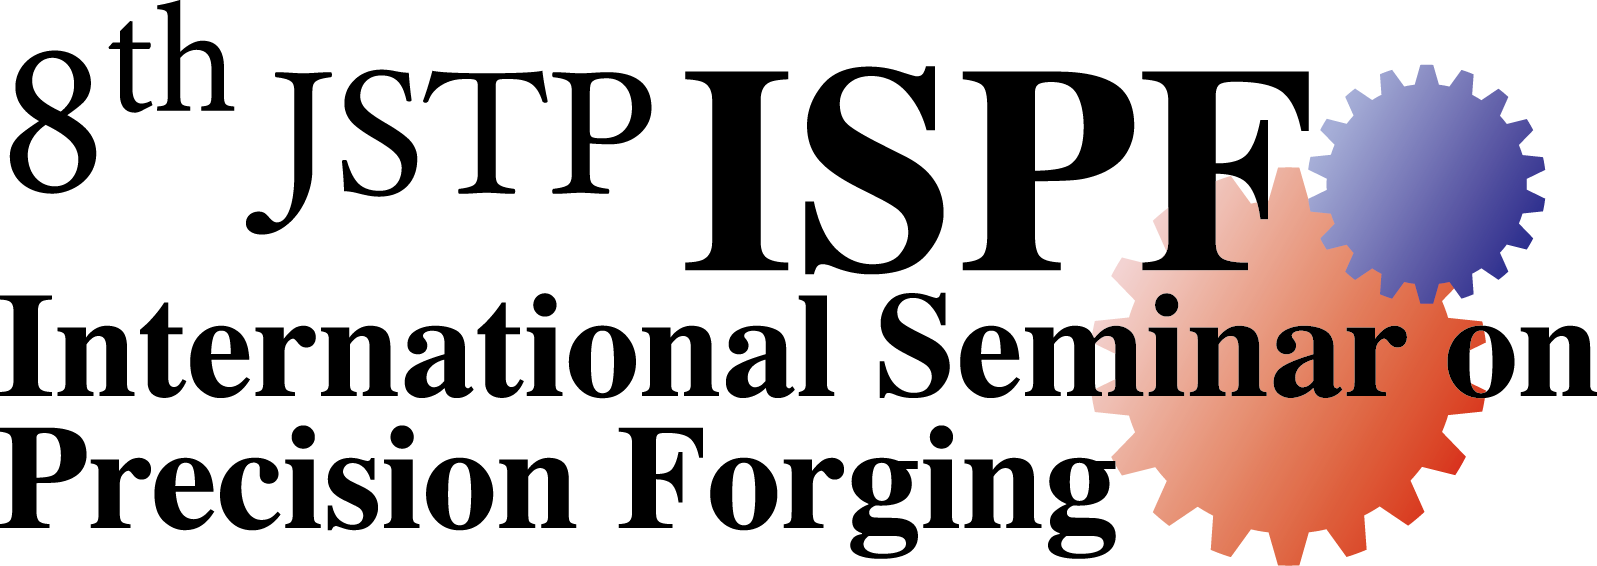 8th JSTP ISPF
International Seminar on
Precision Forging